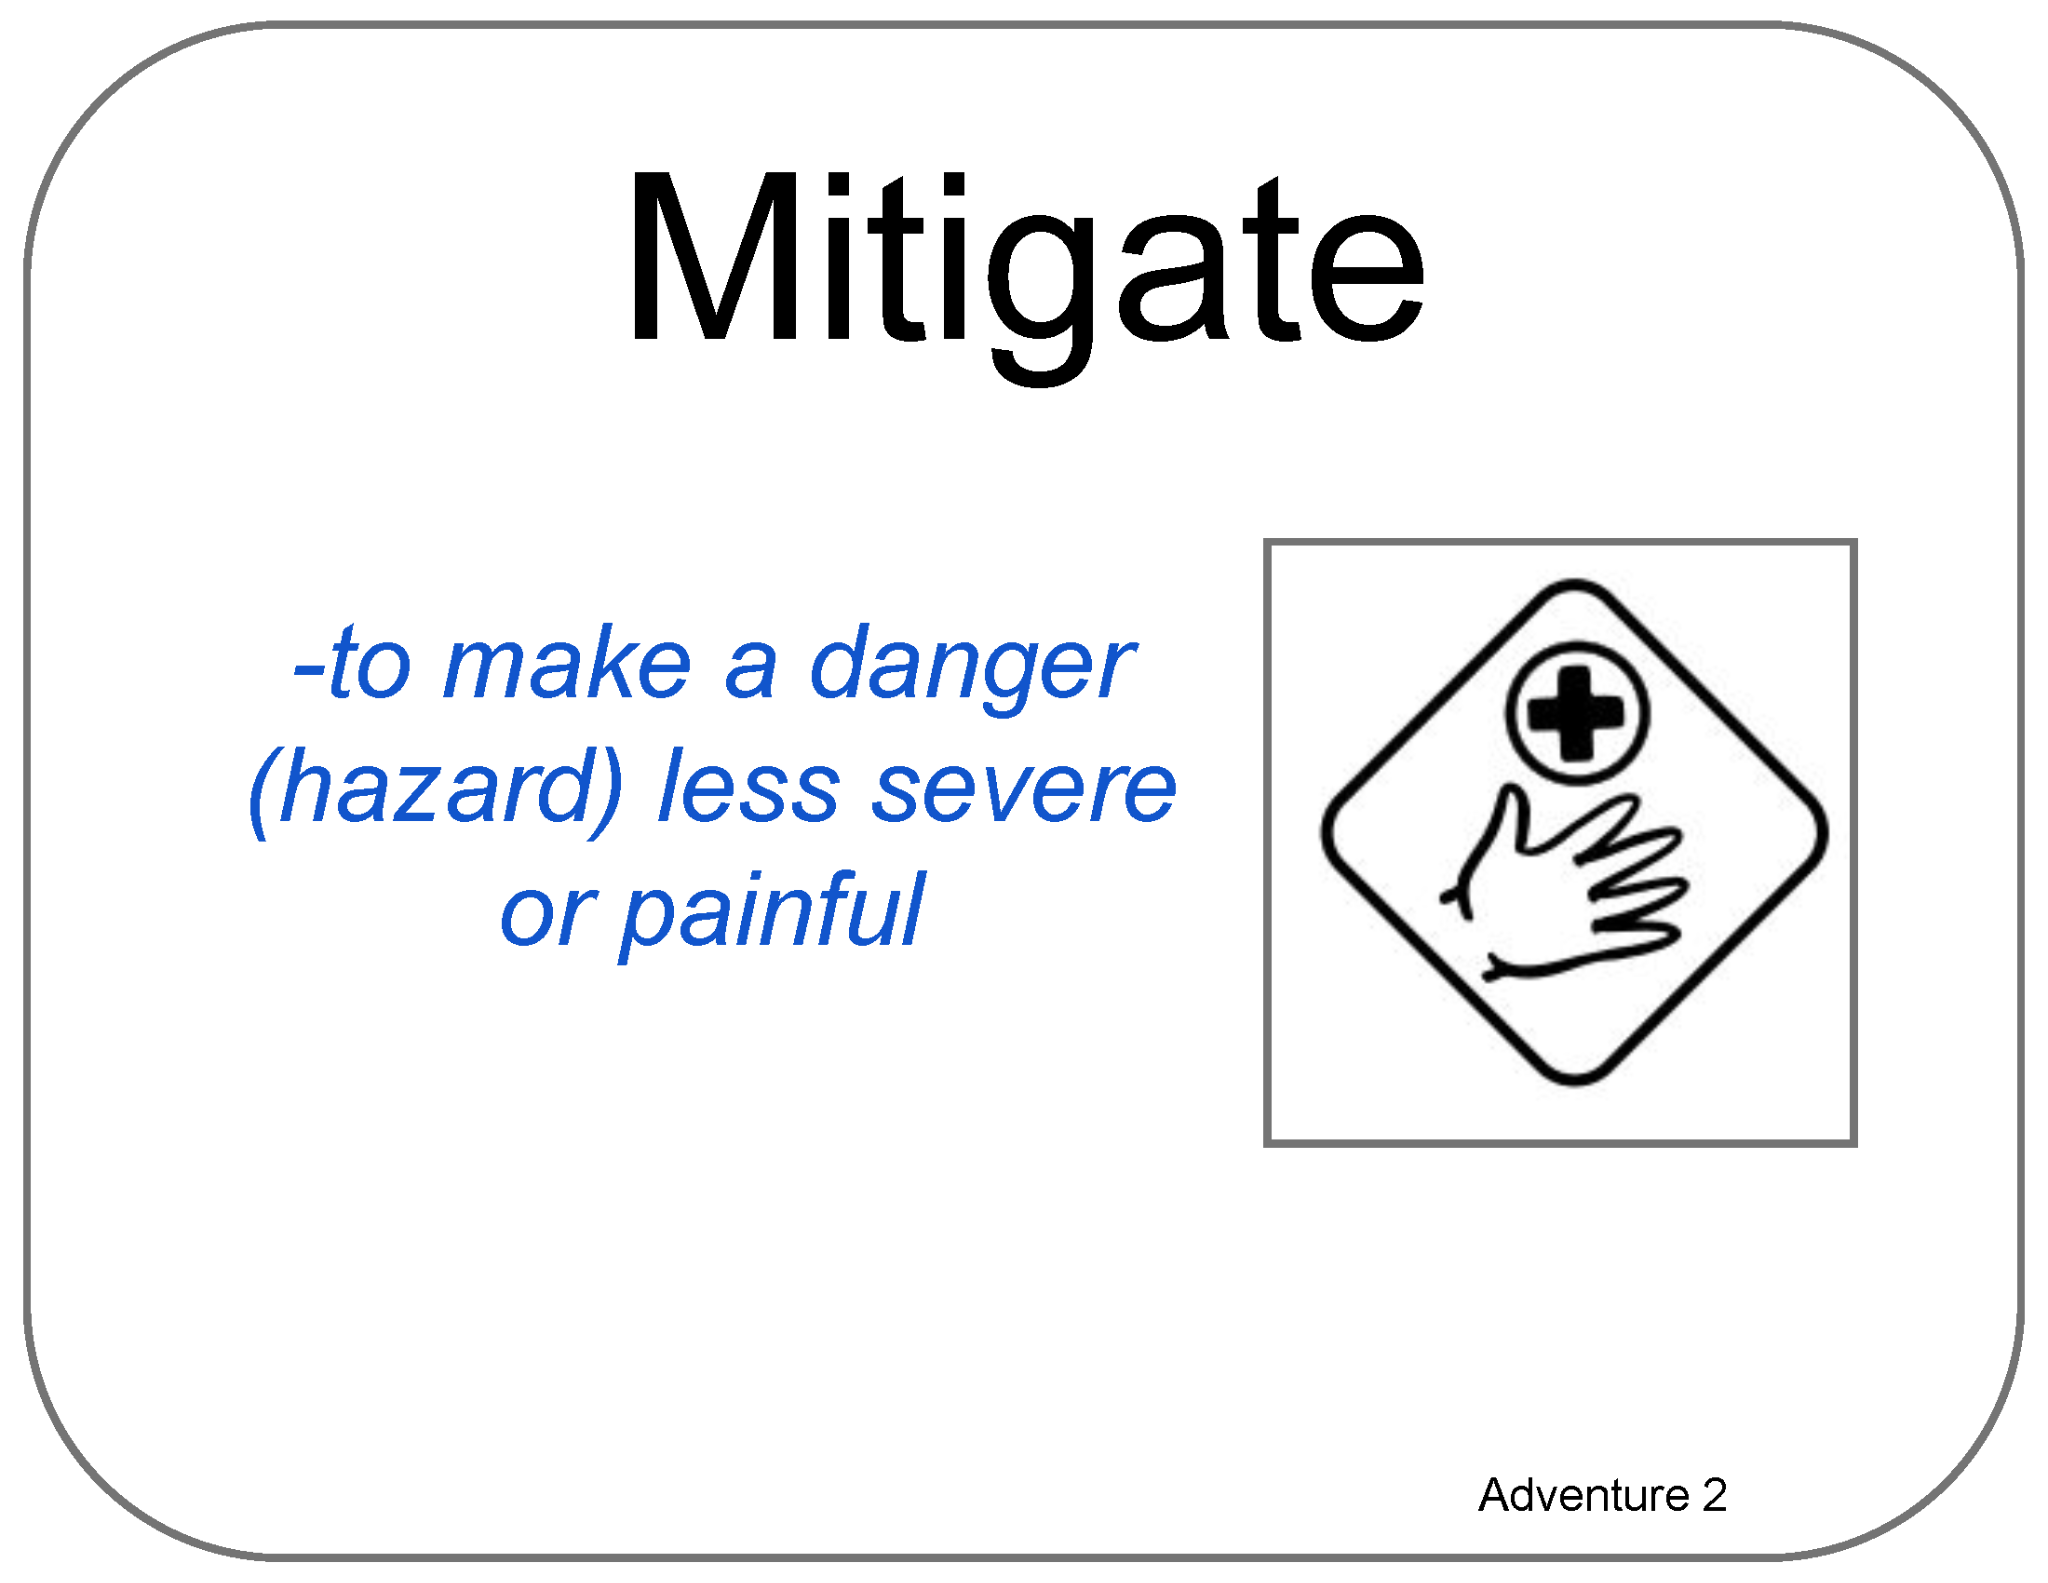 Mitigate
-to make a danger
(hazard) less severe
or painful
Adventure 2